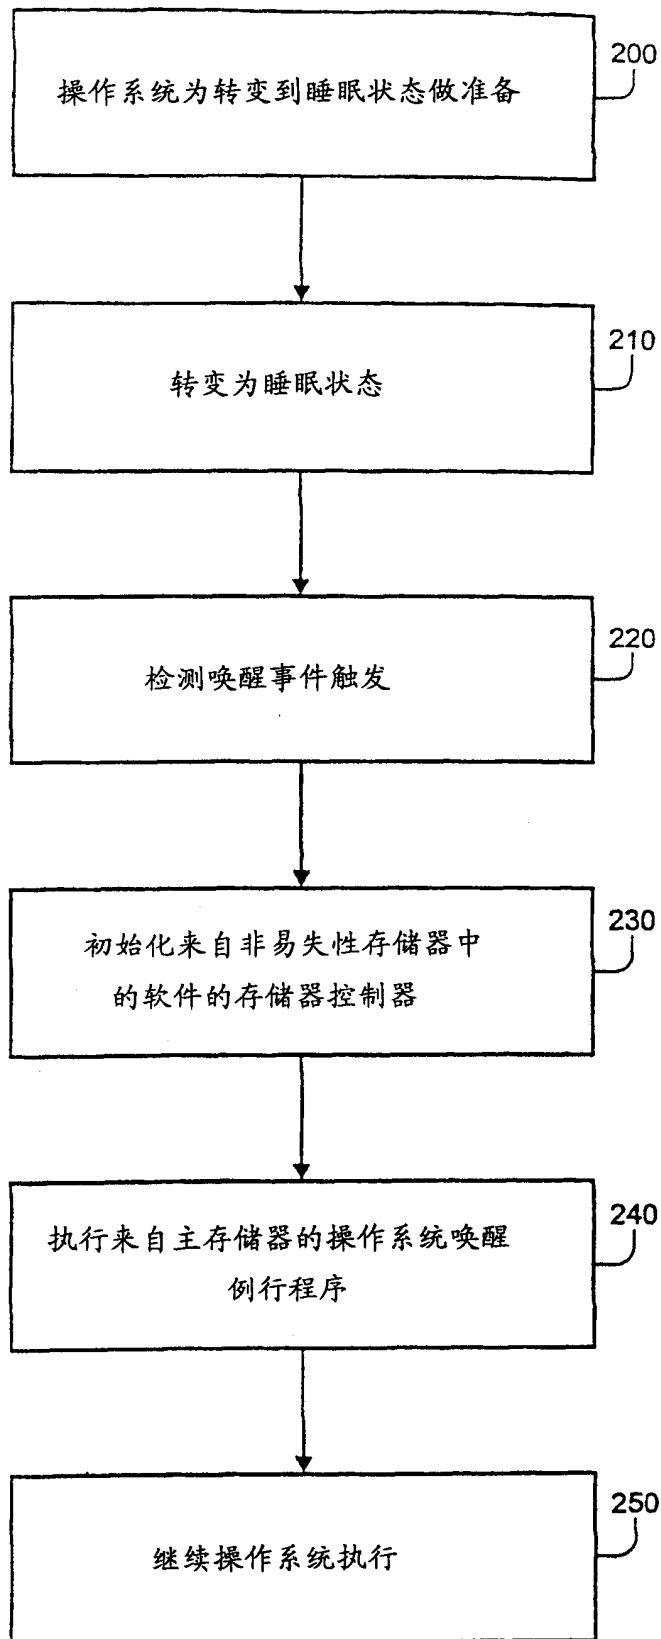 操作系统为转变到睡眠状态做准备
200
转变为睡眠状态
210
检测唤醒事件触发
220
初始化来自非易失性存储器中
的软件的存储器控制器
230
执行来自主存储器的操作系统唤醒
例行程序
240
继续操作系统执行
250